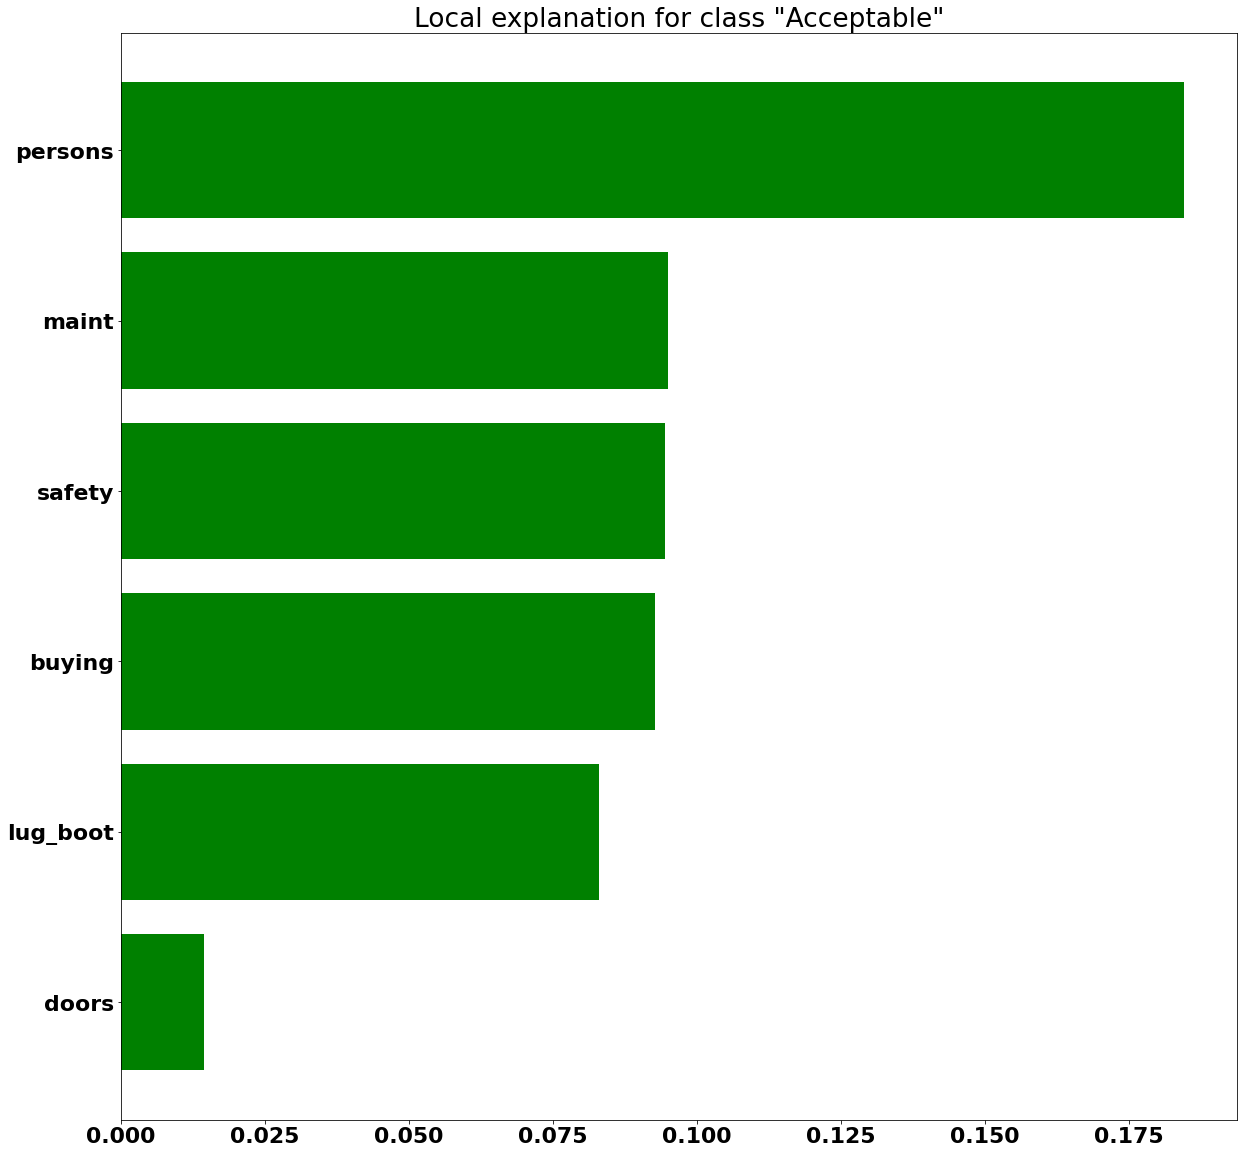 Local explanation for class "Acceptable"
persons
maint
safety
buying
lug_boot
doors
0.000 0.025 0.050 0.075 0.100 0.125 0.150 0.175